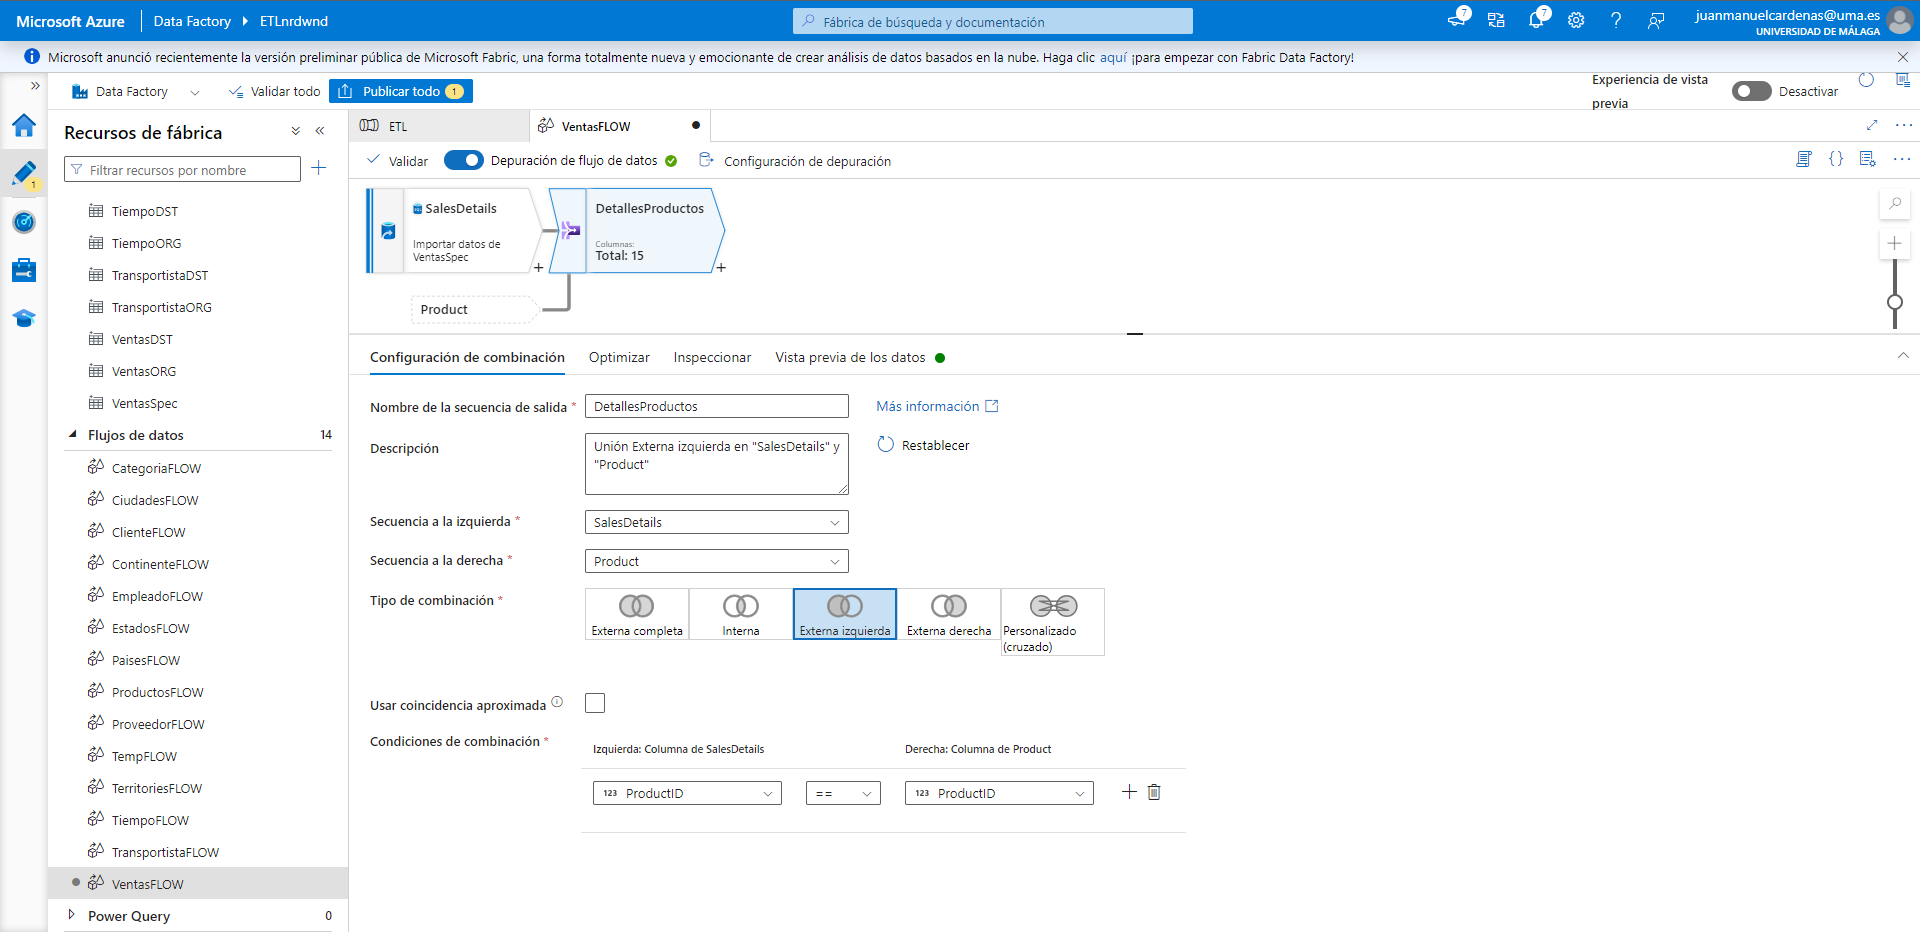 Microsoft Azure
Data Factory
ETLnrdwnd
Fábrica de búsqueda y documentación
7
7
juanmanuelcardenas@uma.es
UNIVERSIDAD DE MÁLAGA
Microsoft anunció recientemente la versión preliminar pública de Microsoft Fabric, una forma totalmente nueva y emocionante de crear análisis de datos basados en la nube. Haga clic aquí ¡para empezar con Fabric Data Factory!
Data Factory
Validar todo
Publicar todo 1
Experiencia de vista previa
Desactivar
1
Recursos de fábrica
Filtrar recursos por nombre
TiempoDST
TiempoORG
TransportistaDST
TransportistaORG
VentasDST
VentasORG
VentasSpec
Flujos de datos 14
CategoriaFLOW
CiudadesFLOW
ClienteFLOW
ContinenteFLOW
EmpleadoFLOW
EstadosFLOW
PaisesFLOW
ProductosFLOW
ProveedorFLOW
TempFLOW
TerritoriesFLOW
TiempoFLOW
TransportistaFLOW
VentasFLOW
Power Query 0
ETL
VentasFLOW
Validar
Depuración de flujo de datos
Configuración de depuración
SalesDetails
Importar datos de
VentasSpec
DetallesProductos
Columnas:
Total: 15
Product
Configuración de combinación
Optimizar
Inspeccionar
Vista previa de los datos
Nombre de la secuencia de salida *
DetallesProductos
Más información
Descripción
Unión Externa izquierda en "SalesDetails" y
"Product"
Restablecer
Secuencia a la izquierda *
SalesDetails
Secuencia a la derecha *
Product
Tipo de combinación *
Externa completa
Interna
Externa izquierda
Externa derecha
Personalizado
(cruzado)
Usar coincidencia aproximada
Condiciones de combinación *
Izquierda: Columna de SalesDetails
Derecha: Columna de Product
123 ProductID
==
123 ProductID